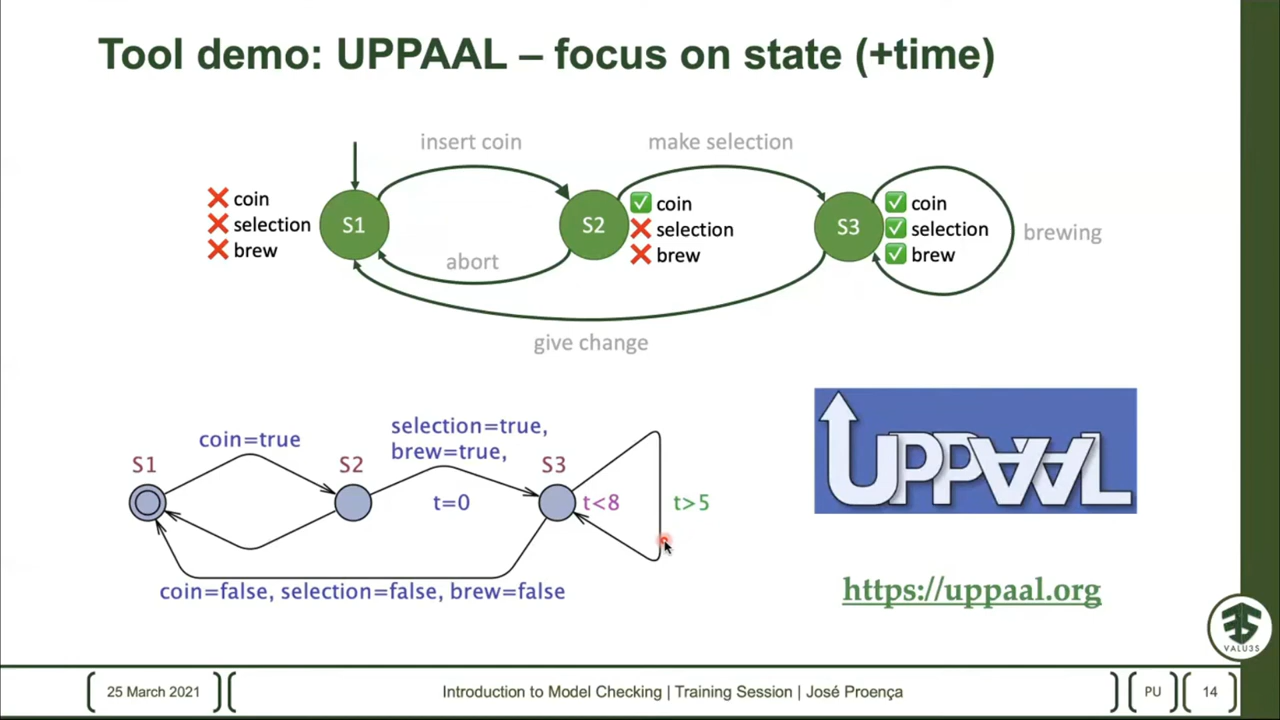 Tool demo: UPPAAL – focus on state (+time)
insert coin
make selection
❌ coin
❌ selection
❌ brew
S1
S2
✅ coin
❌ selection
❌ brew
S3
✅ coin
✅ selection
✅ brew
brewing
abort
give change
S1
coin=true
S2
selection=true,
brew=true,
t=0
S3
t<8
t>5
coin=false, selection=false, brew=false
UPPAAL
https://uppaal.org
VALU3S
25 March 2021
Introduction to Model Checking | Training Session | José Proença
PU
14